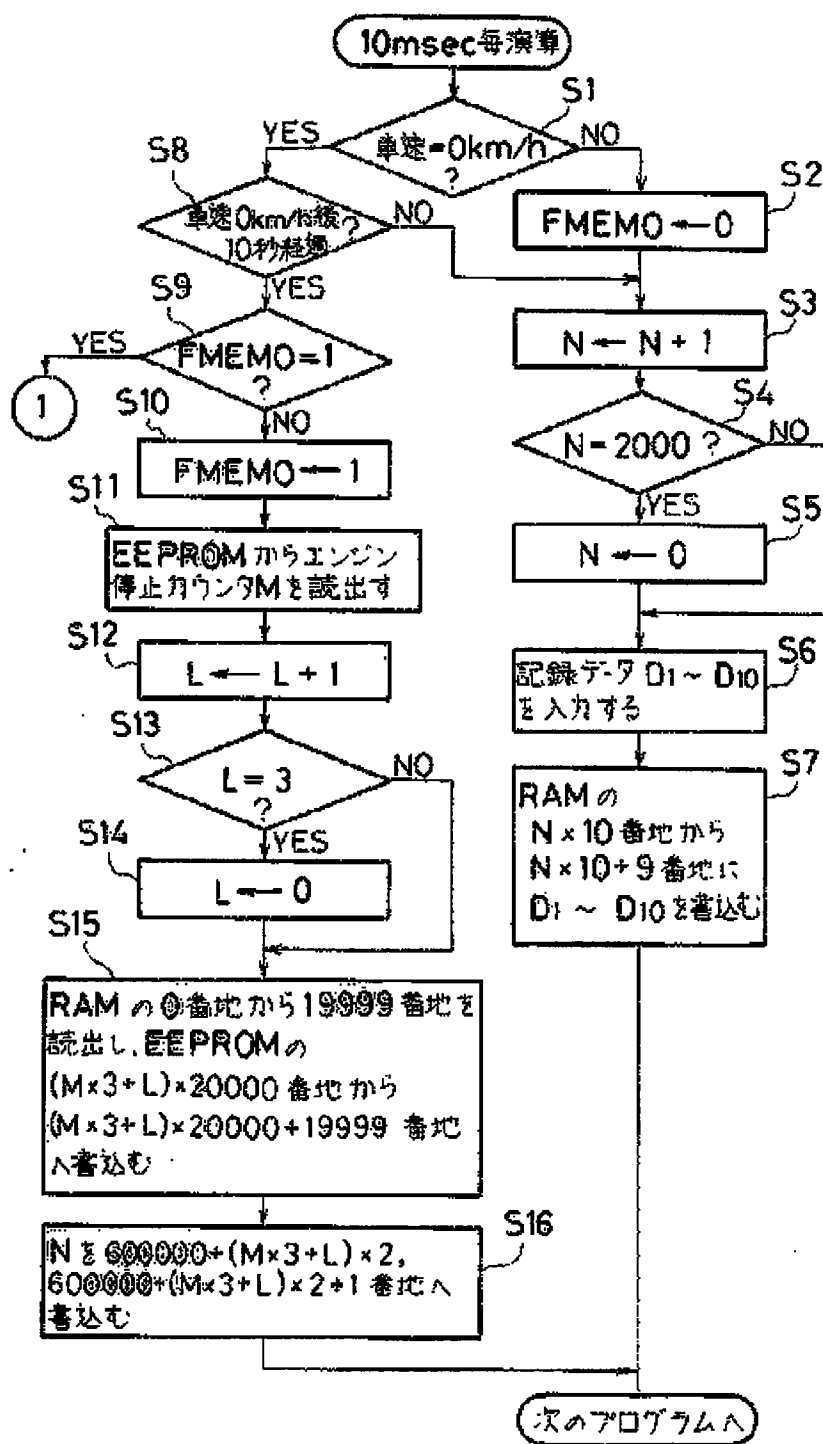 10msec毎演算
S1
車速=0km/h
?
YES
NO
S8
車速0km/h後
10秒経過?
NO
YES
S2
FMEMO←0
S9
FMEMO=1
?
YES
NO
1
S3
N←N+1
S4
N=2000?
NO
YES
S10
FMEMO←1
S5
N←0
S11
EEPROMからエンジン
停止カウンタMを読出す
S6
記録データD1~D10
を入力する
S12
L←L+1
S7
RAMの
N×10番地から
N×10+9番地に
D1~D10を書込む
S13
L=3
?
NO
YES
S14
L←0
S15
RAMの0番地から19999番地を
読出し,EEPROMの
(M×3+L)×20000番地から
(M×3+L)×20000+19999番地
へ書込む
S16
Nを600000+(M×3+L)×2,
600000+(M×3+L)×2+1番地へ
書込む
次のプログラムへ